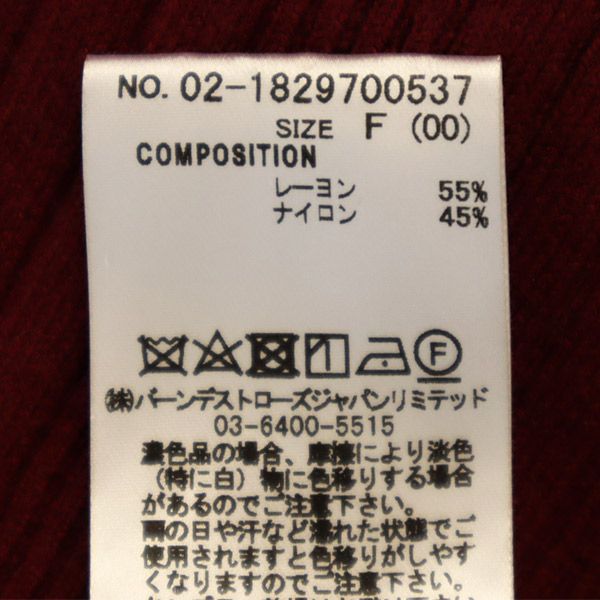 NO. 02-1829700537
SIZE F (00)
COMPOSITION
レーヨン 55%
ナイロン 45%
F
㈱バーンデストローズジャパンリミテッド
03-6400-5515
濃色品の場合、摩擦により淡色
（特に白）物に色移りする場合
があるのでご注意下さい。
雨の日や汗など濡れた状態でご
使用されますと色移りがしやす
くなりますのでご注意下さい。